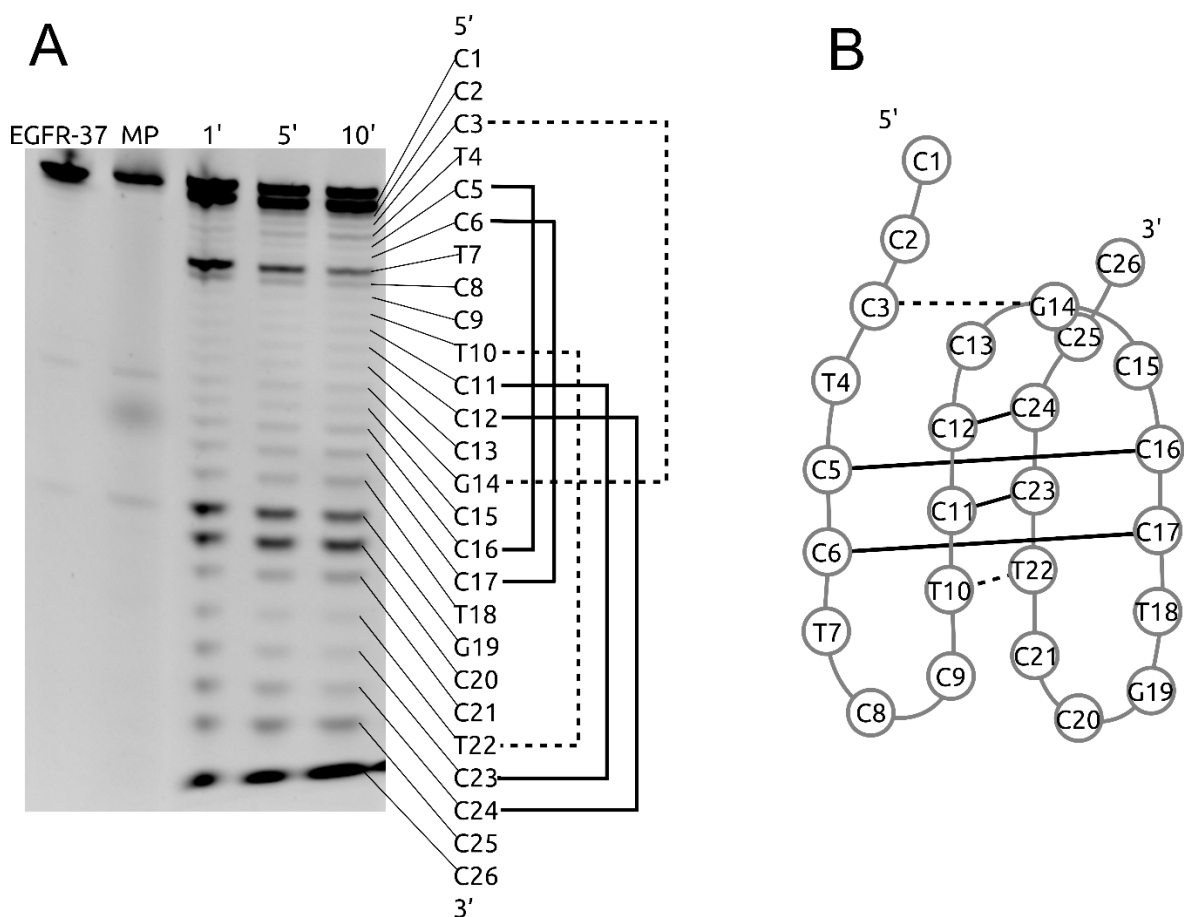 A
B
EGFR-37 MP 1' 5' 10'
5'
C1
C2
C3
T4
C5
C6
T7
C8
C9
T10
C11
C12
C13
G14
C15
C16
C17
T18
G19
C20
C21
T22
C23
C24
C25
C26
3'
5'
C1
C2
3'
C26
C3
G14
C25
C13
C15
T4
C24
C12
C16
C5
C23
C11
C17
C6
T22
T10
T18
T7
C21
C9
G19
C8
C20